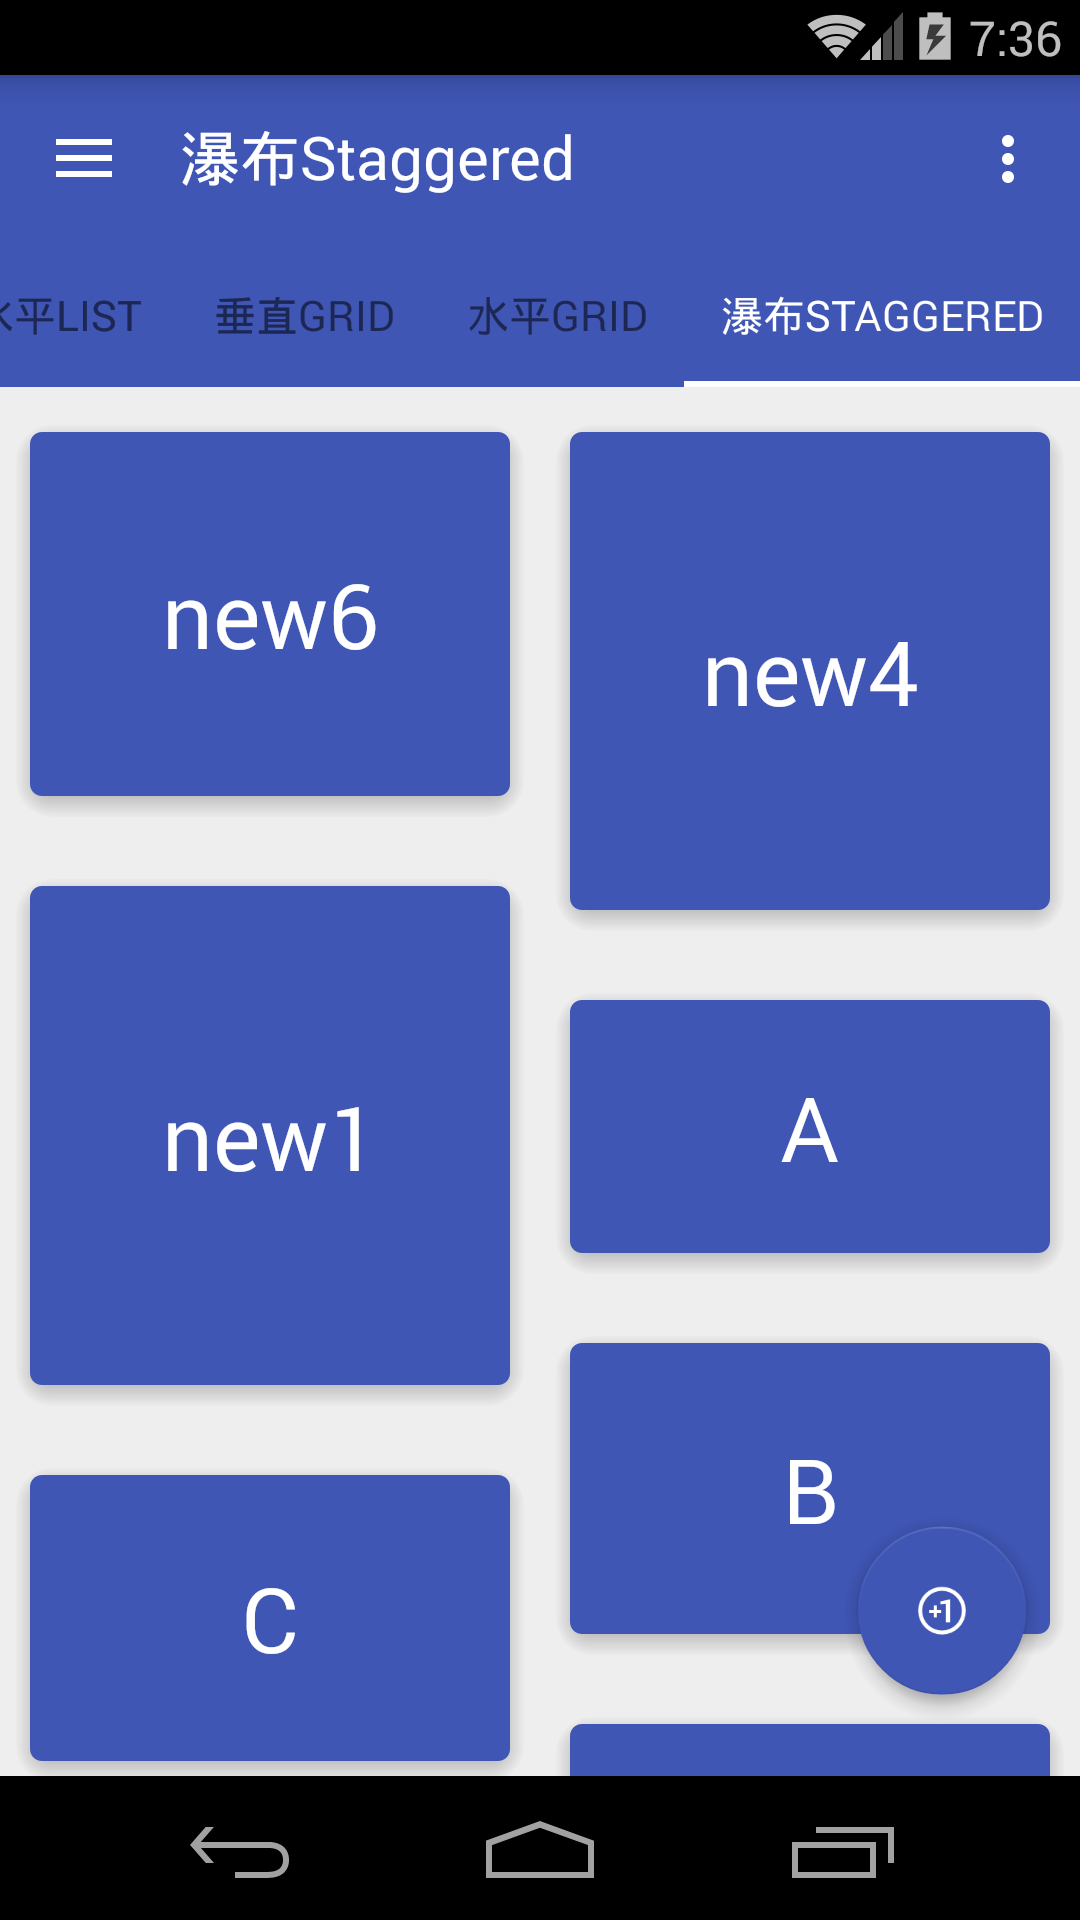 7:36
瀑布Staggered
水平LIST 垂直GRID 水平GRID 瀑布STAGGERED
new6
new4
new1
A
B
C
+1